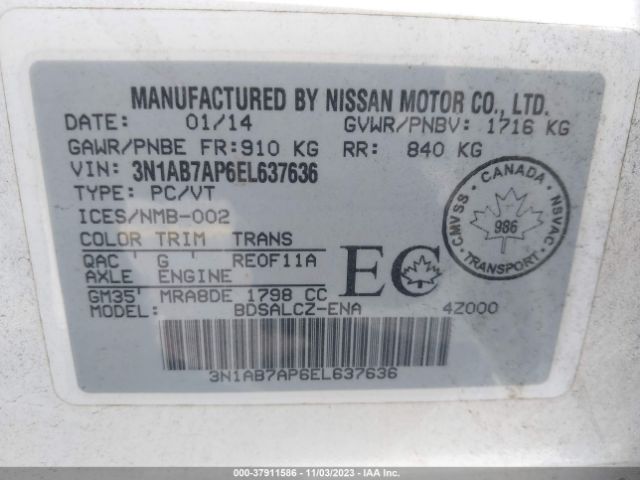 MANUFACTURED BY NISSAN MOTOR CO., LTD.
DATE: 01/14 GVWR/PNBV: 1716 KG
GAWR/PNBE FR:910 KG RR: 840 KG
VIN: 3N1AB7AP6EL637636
TYPE: PC/VT
ICES/NMB-002
COLOR TRIM TRANS
QAC ' G ' RE0F11A
AXLE ENGINE
GM35' MRA8DE 1798 CC
MODEL: BDSALCZ-ENA 4Z000
EC
CANADA
CMVSS 986 NSVAC
TRANSPORT
3N1AB7AP6EL637636
000-37911586 - 11/03/2023 - IAA, Inc.